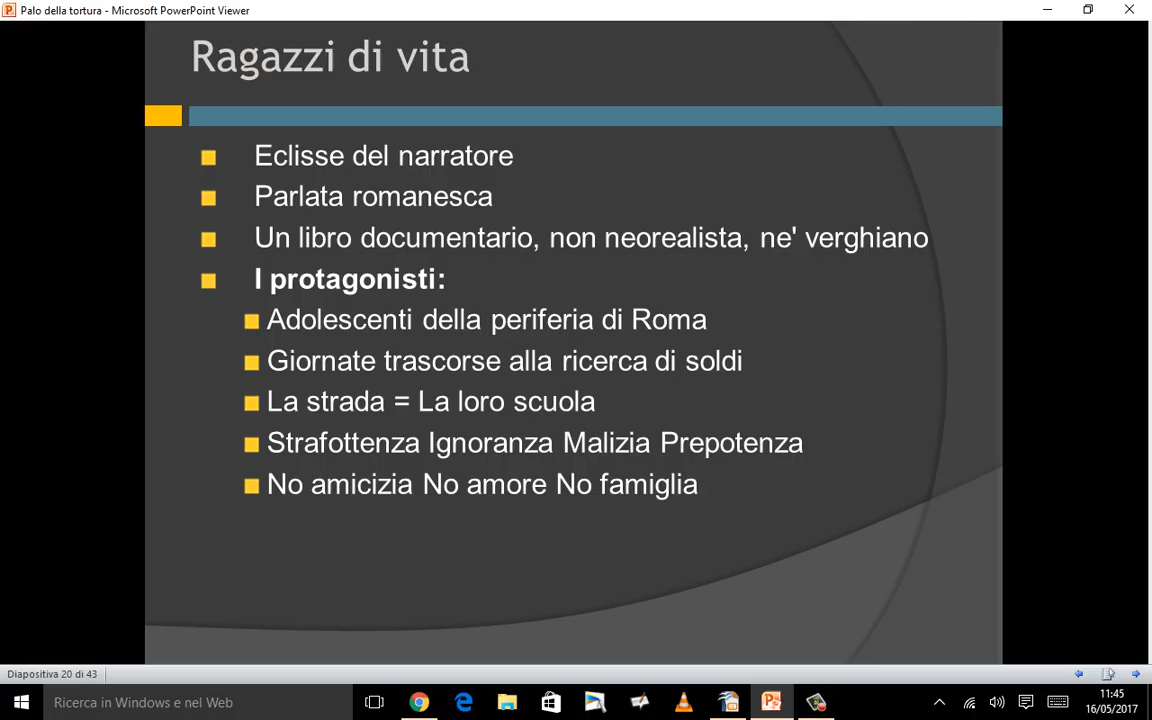 Palo della tortura - Microsoft PowerPoint Viewer
Ragazzi di vita
Eclisse del narratore
Parlata romanesca
Un libro documentario, non neorealista, ne' verghiano
I protagonisti:
Adolescenti della periferia di Roma
Giornate trascorse alla ricerca di soldi
La strada = La loro scuola
Strafottenza Ignoranza Malizia Prepotenza
No amicizia No amore No famiglia
Diapositiva 20 di 43
Ricerca in Windows e nel Web
11:45
16/05/2017